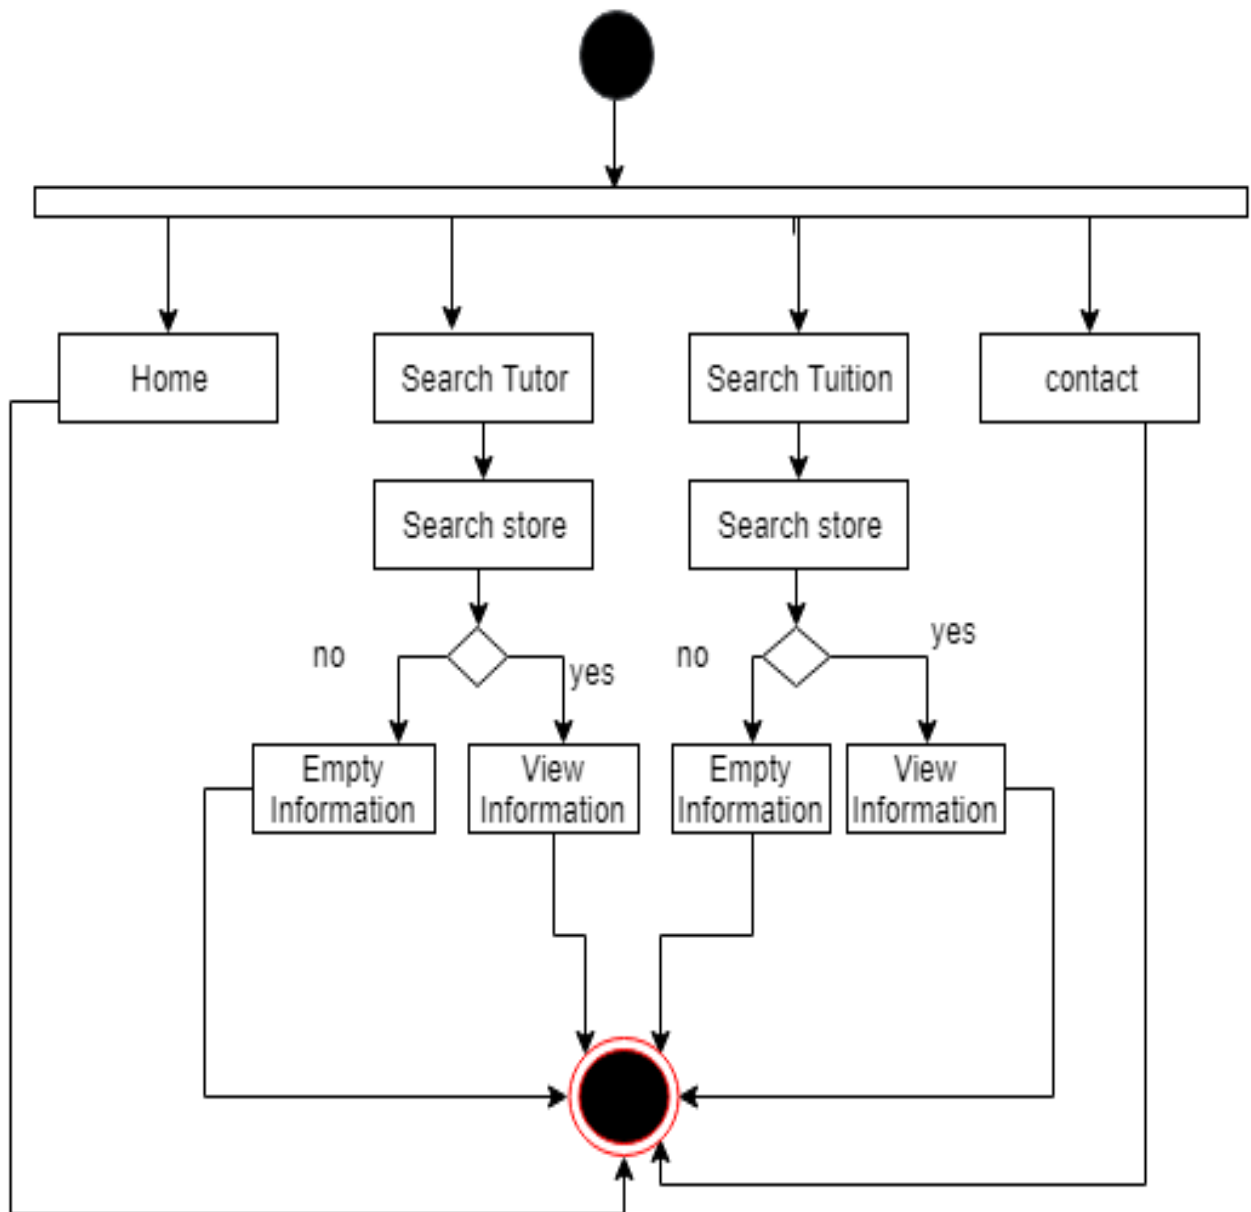 Home
Search Tutor
Search Tuition
contact
Search store
Search store
no
yes
no
yes
Empty
Information
View
Information
Empty
Information
View
Information